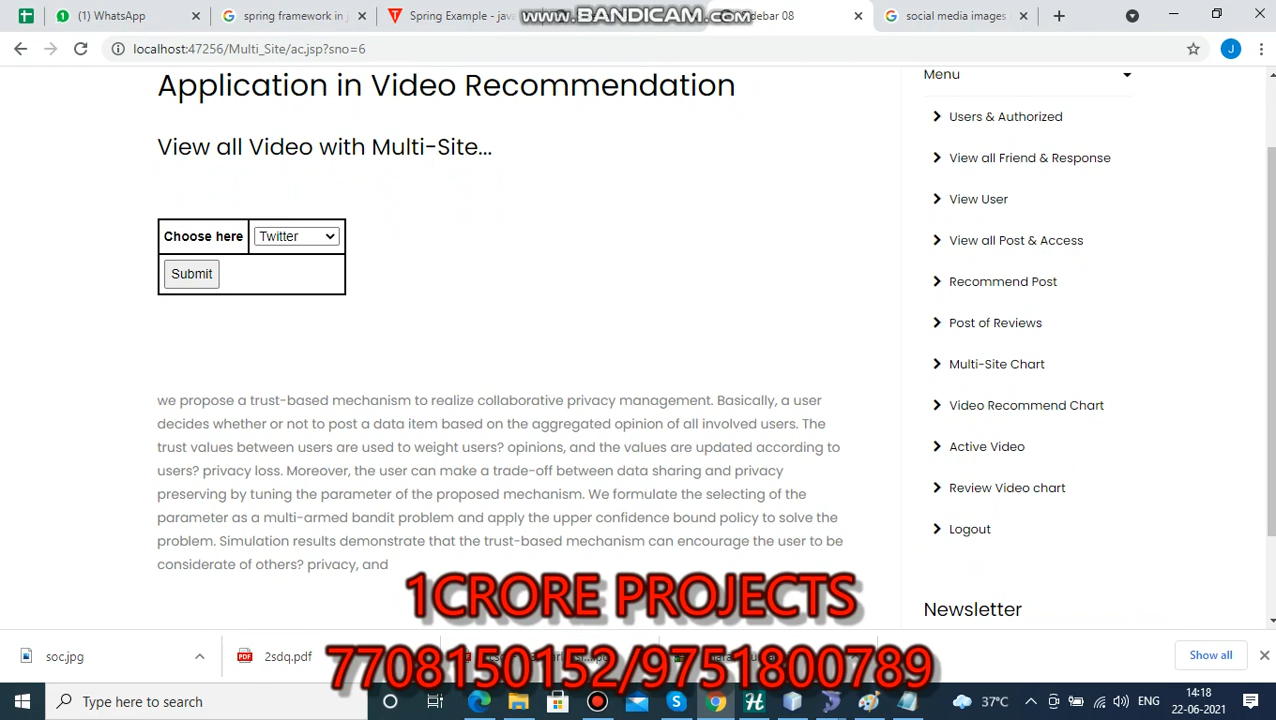 (1) WhatsApp
spring framework in j
Spring Example - java
WWW.BANDICAM.COM
debar 08
social media images
localhost:47256/Multi_Site/ac.jsp?sno=6
J
Application in Video Recommendation
View all Video with Multi-Site...
Choose here Twitter
Submit
we propose a trust-based mechanism to realize collaborative privacy management. Basically, a user
decides whether or not to post a data item based on the aggregated opinion of all involved users. The
trust values between users are used to weight users? opinions, and the values are updated according to
users? privacy loss. Moreover, the user can make a trade-off between data sharing and privacy
preserving by tuning the parameter of the proposed mechanism. We formulate the selecting of the
parameter as a multi-armed bandit problem and apply the upper confidence bound policy to solve the
problem. Simulation results demonstrate that the trust-based mechanism can encourage the user to be
considerate of others? privacy, and
Menu
Users & Authorized
View all Friend & Response
View User
View all Post & Access
Recommend Post
Post of Reviews
Multi-Site Chart
Video Recommend Chart
Active Video
Review Video chart
Logout
Newsletter
1CRORE PROJECTS
7708150152/9751800789
soc.jpg
PDF
2sdq.pdf
Show all
Type here to search
37°C
ENG
14:18
22-06-2021